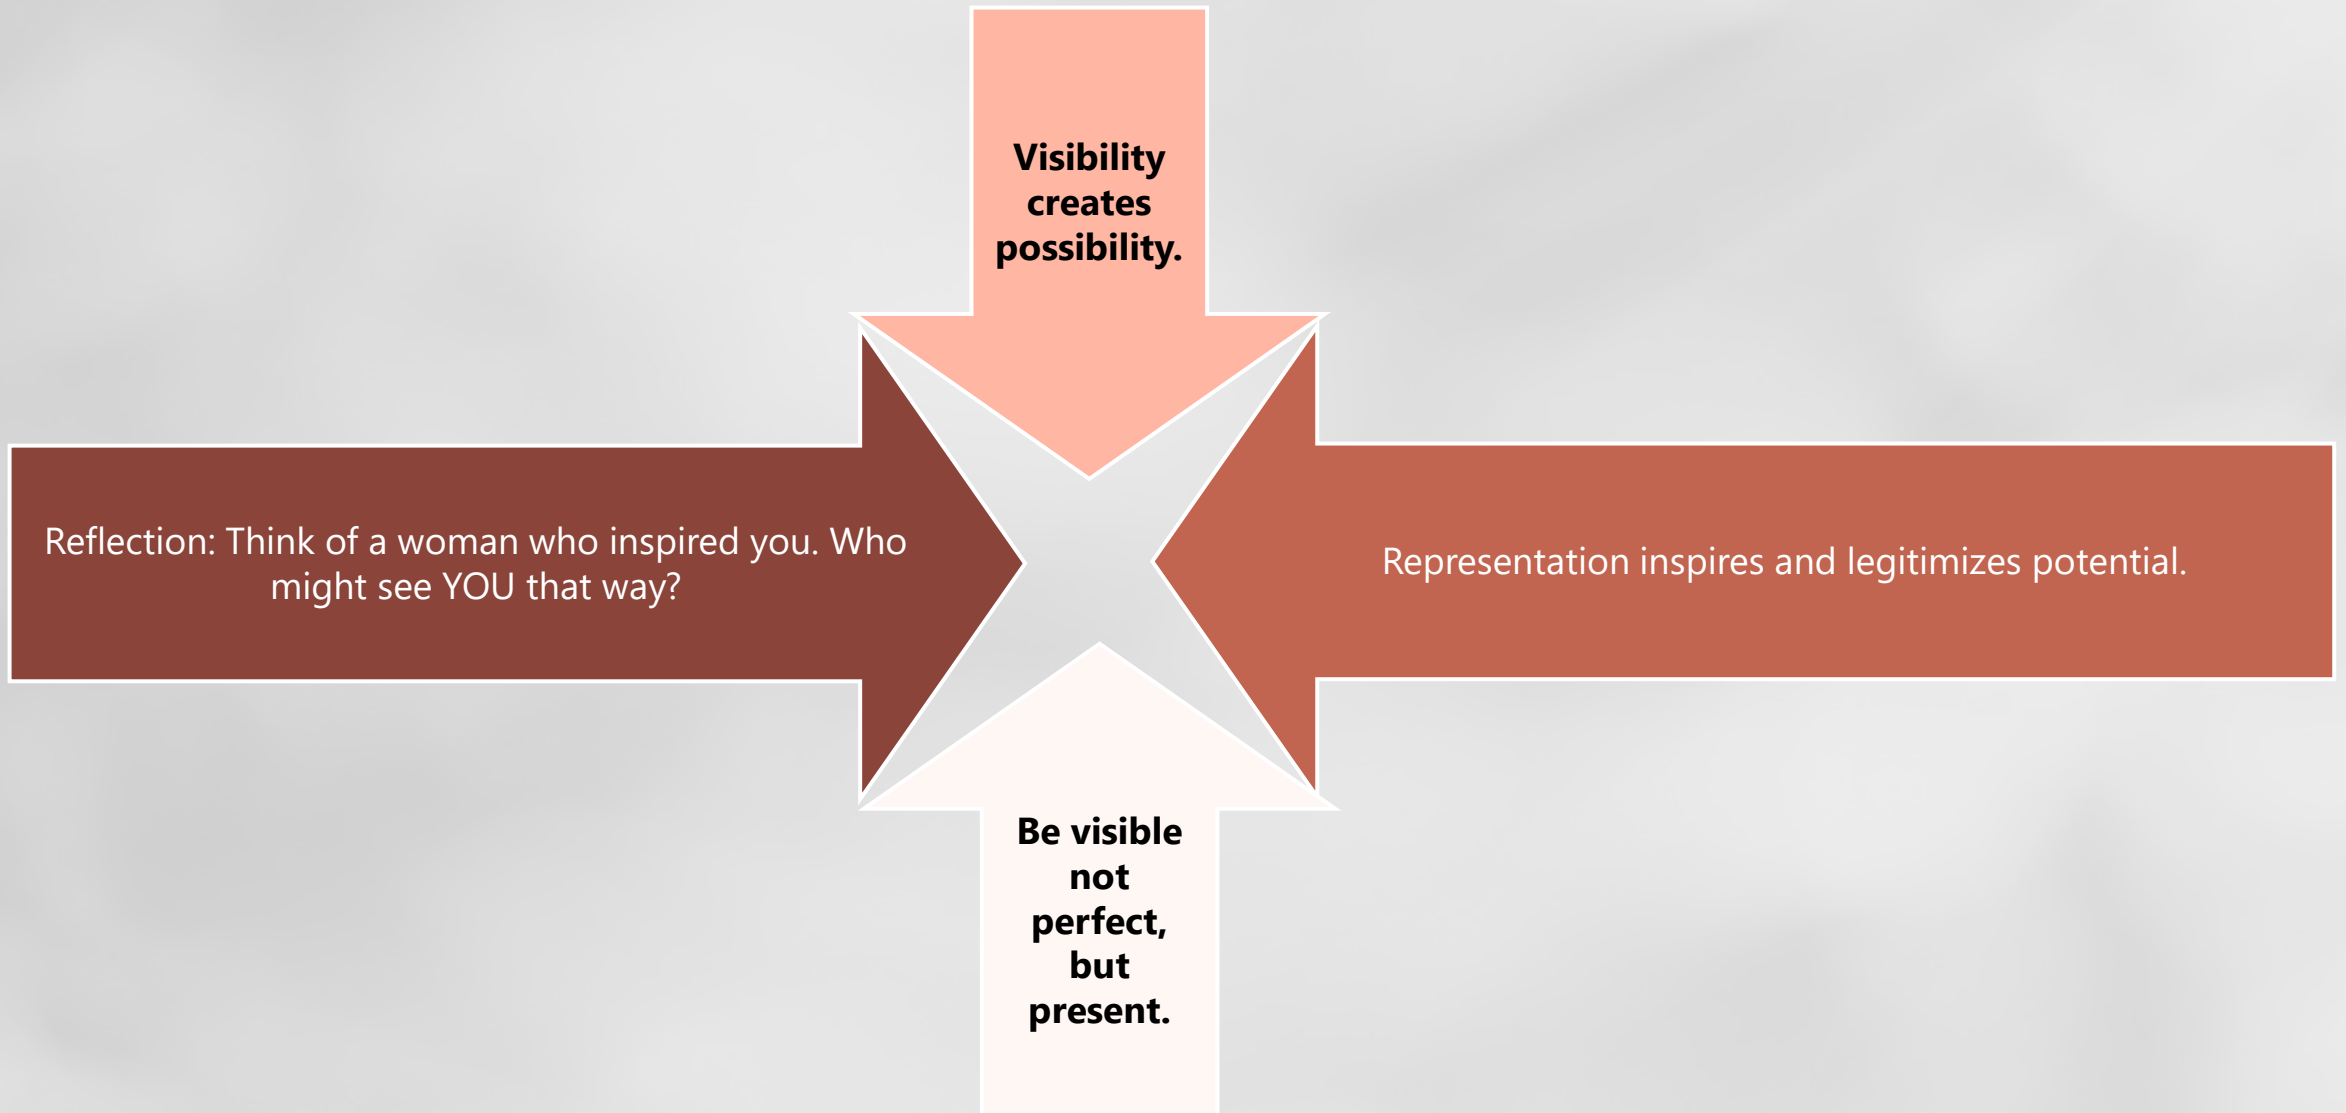 Visibility
creates
possibility.
Reflection: Think of a woman who inspired you. Who
might see YOU that way?
Representation inspires and legitimizes potential.
Be visible
not
perfect,
but
present.